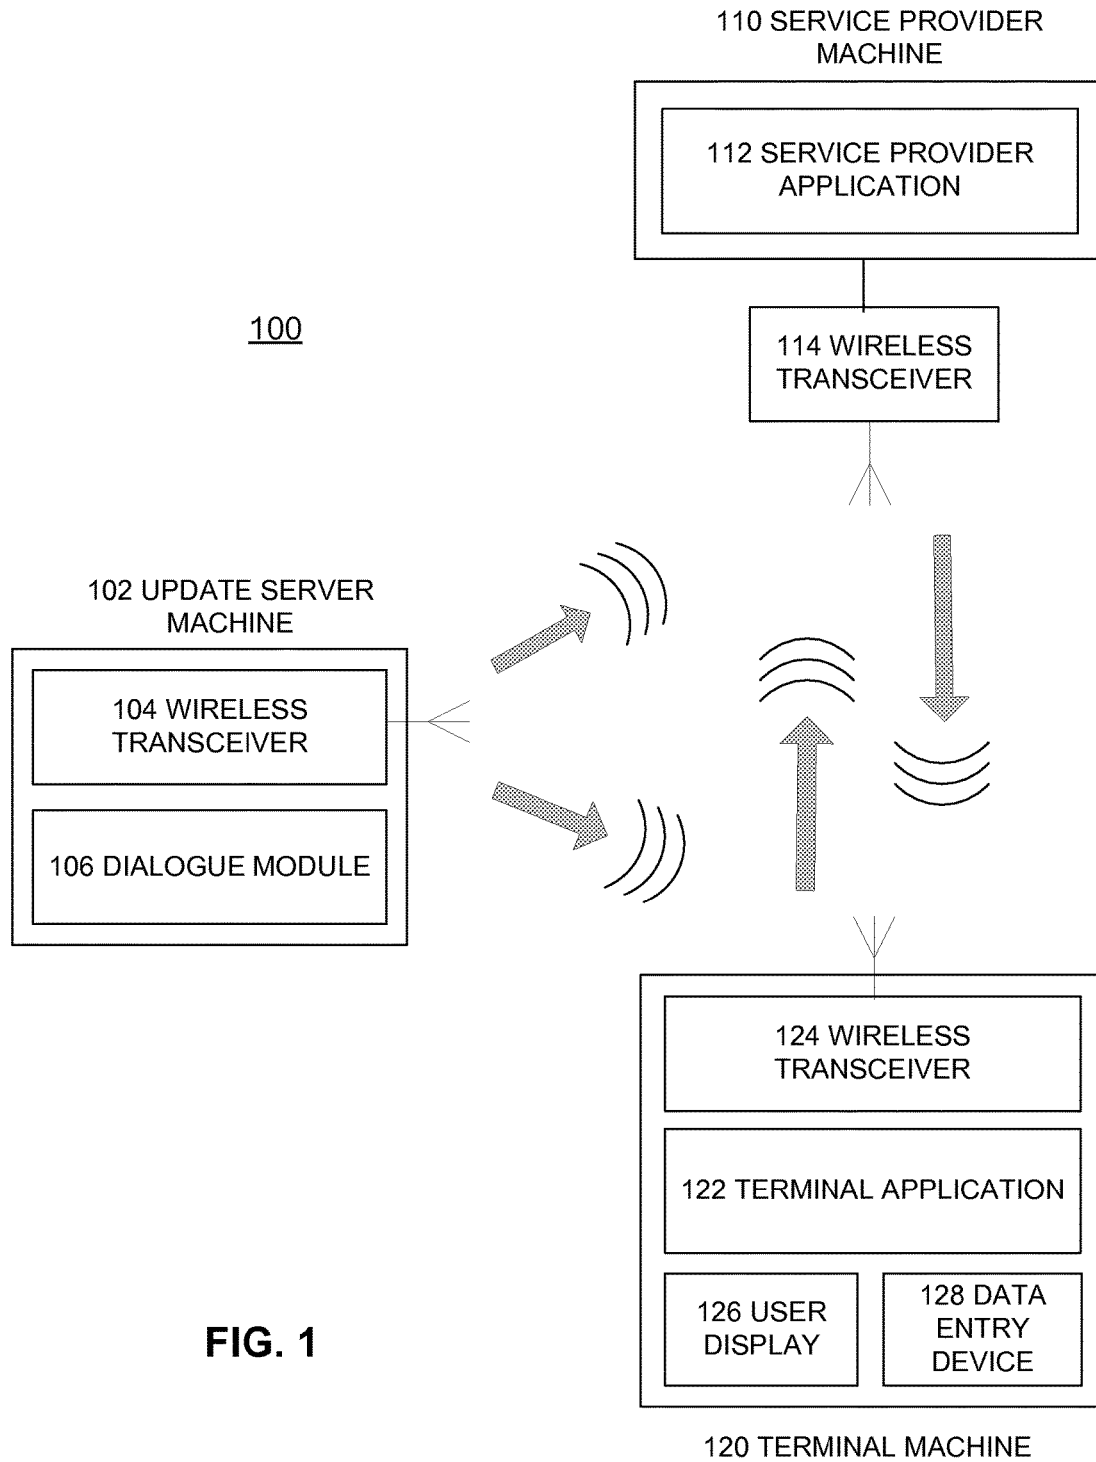 110 SERVICE PROVIDER
MACHINE
112 SERVICE PROVIDER
APPLICATION
100
114 WIRELESS
TRANSCEIVER
102 UPDATE SERVER
MACHINE
104 WIRELESS
TRANSCEIVER
106 DIALOGUE MODULE
124 WIRELESS
TRANSCEIVER
122 TERMINAL APPLICATION
126 USER
DISPLAY
128 DATA
ENTRY
DEVICE
FIG. 1
120 TERMINAL MACHINE